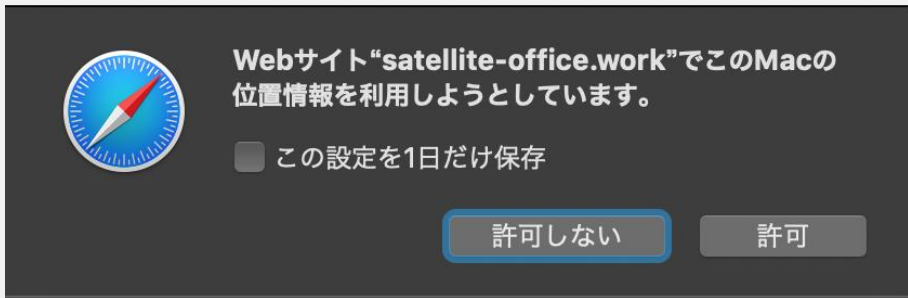 Webサイト“satellite-office.work”でこのMacの
位置情報を利用しようとしています。
この設定を1日だけ保存
許可しない
許可